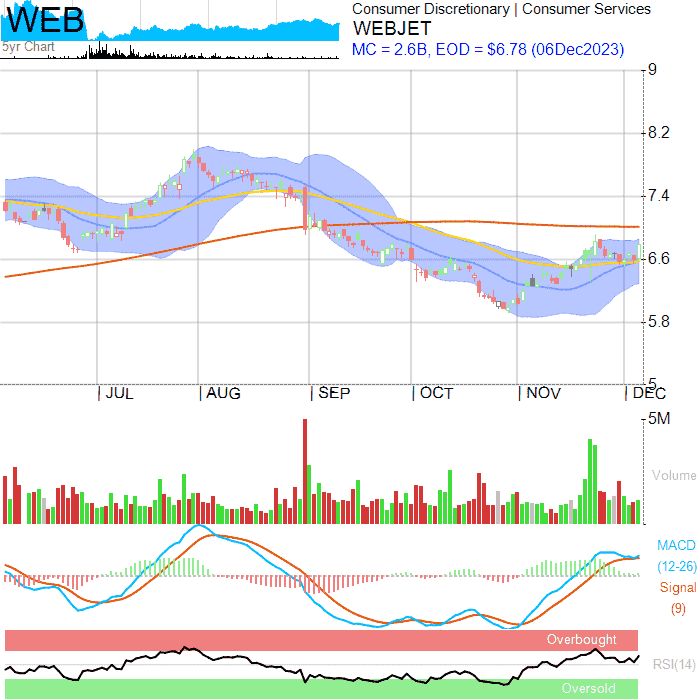 WEB
5yr Chart
Consumer Discretionary | Consumer Services
WEBJET
MC = 2.6B, EOD = $6.78 (06Dec2023)
9
8.2
7.4
6.6
5.8
5
| JUL
| AUG
| SEP
| OCT
| NOV
| DEC
5M
Volume
MACD
(12-26)
Signal
(9)
Overbought
RSI(14)
Oversold